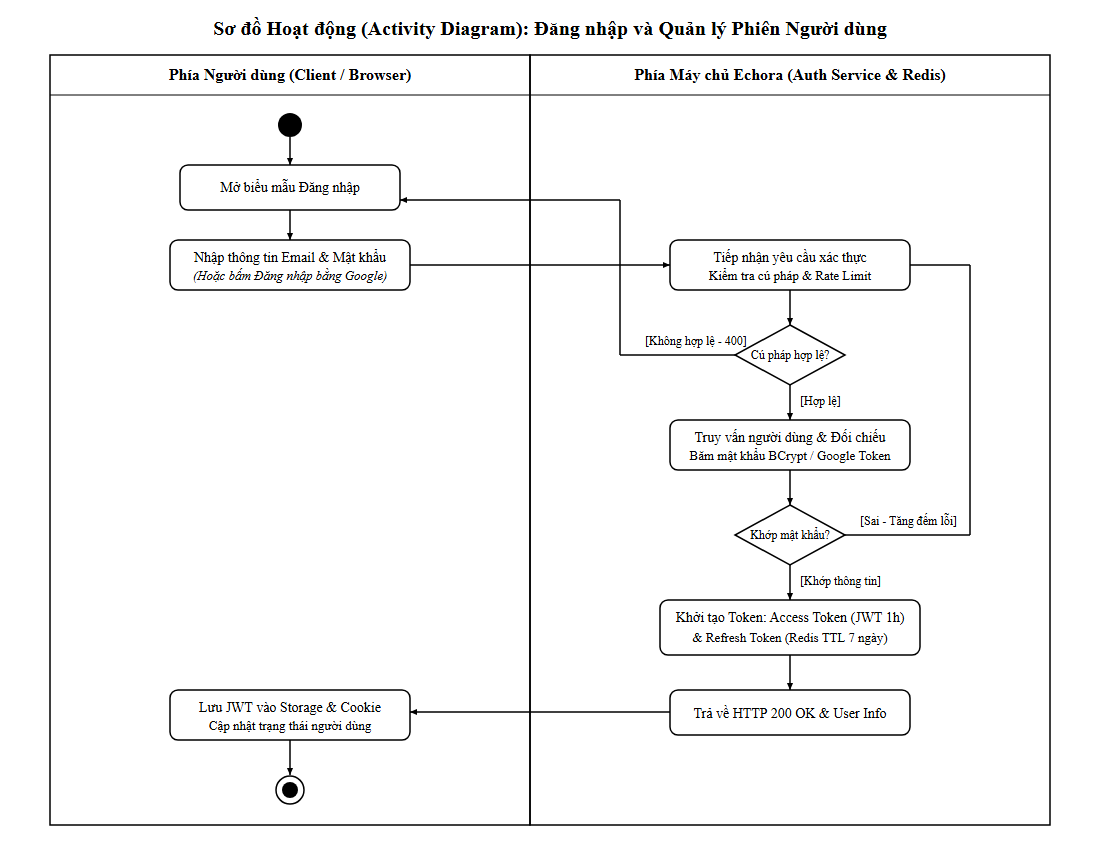 Sơ đồ Hoạt động (Activity Diagram): Đăng nhập và Quản lý Phiên Người dùng
Phía Người dùng (Client / Browser)
Phía Máy chủ Echora (Auth Service & Redis)
Mở biểu mẫu Đăng nhập
Nhập thông tin Email & Mật khẩu
(Hoặc bấm Đăng nhập bằng Google)
Tiếp nhận yêu cầu xác thực
Kiểm tra cú pháp & Rate Limit
[Không hợp lệ - 400]
Cú pháp hợp lệ?
[Hợp lệ]
Truy vấn người dùng & Đối chiếu
Băm mật khẩu BCrypt / Google Token
[Sai - Tăng đếm lỗi]
Khớp mật khẩu?
[Khớp thông tin]
Khởi tạo Token: Access Token (JWT 1h)
& Refresh Token (Redis TTL 7 ngày)
Trả về HTTP 200 OK & User Info
Lưu JWT vào Storage & Cookie
Cập nhật trạng thái người dùng